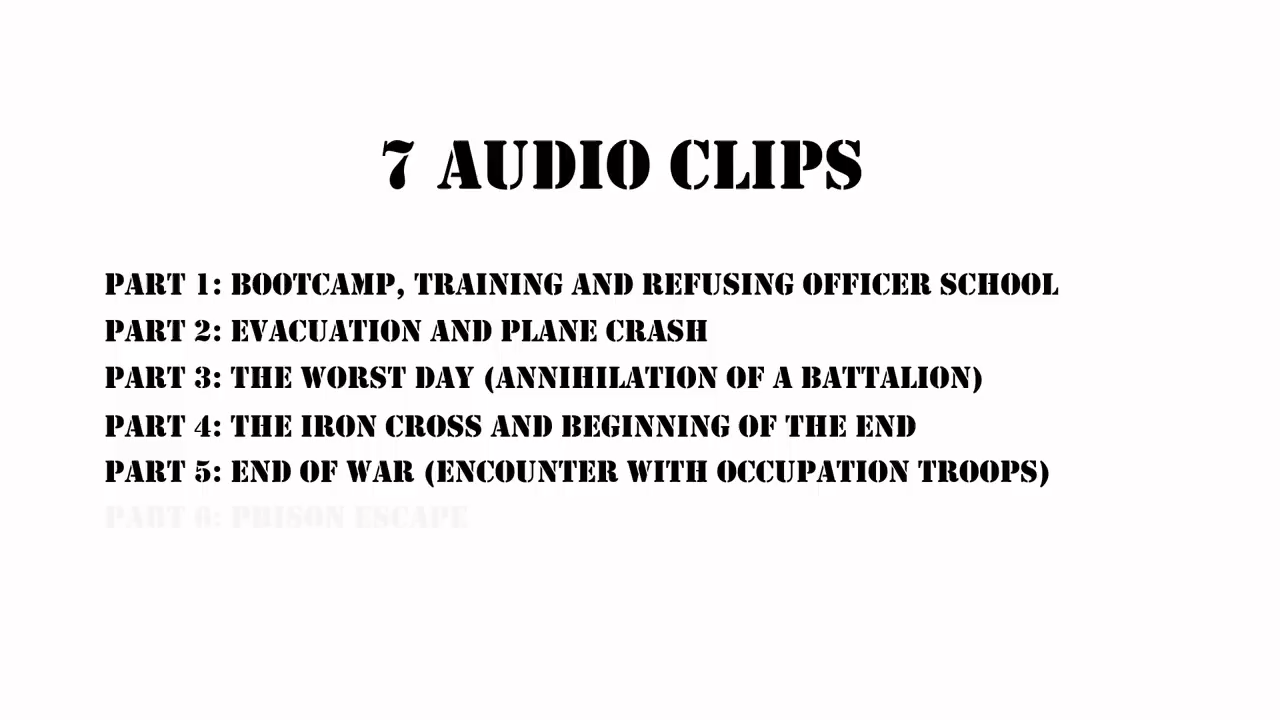 7 AUDIO CLIPS
PART 1: BOOTCAMP, TRAINING AND REFUSING OFFICER SCHOOL
PART 2: EVACUATION AND PLANE CRASH
PART 3: THE WORST DAY (ANNIHILATION OF A BATTALION)
PART 4: THE IRON CROSS AND BEGINNING OF THE END
PART 5: END OF WAR (ENCOUNTER WITH OCCUPATION TROOPS)
PART 6: PRISON ESCAPE